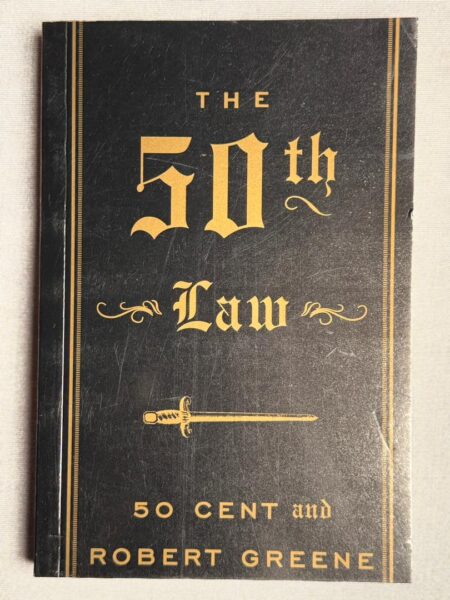 THE
50th
Law
50 CENT and
ROBERT GREENE